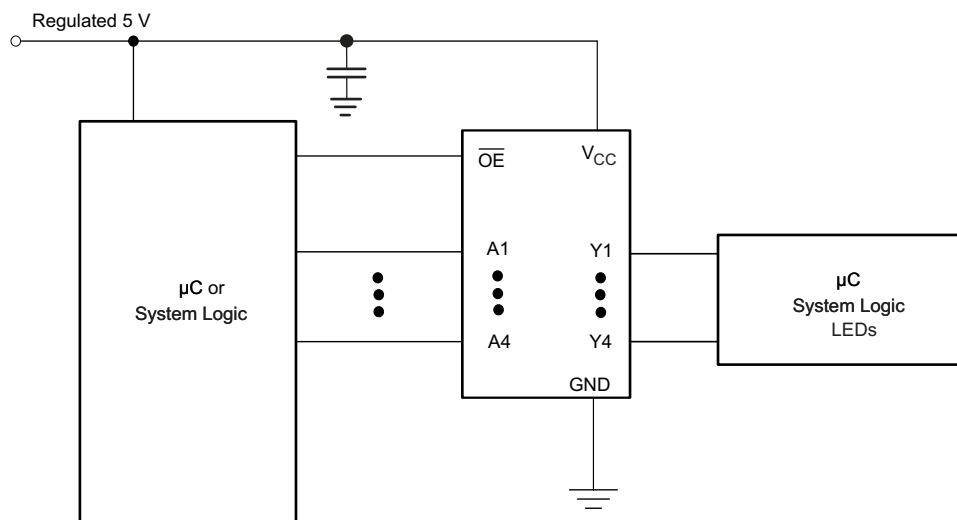 Regulated 5 V
OE
VCC
A1
Y1
µC or
System Logic
µC
System Logic
LEDs
A4
Y4
GND